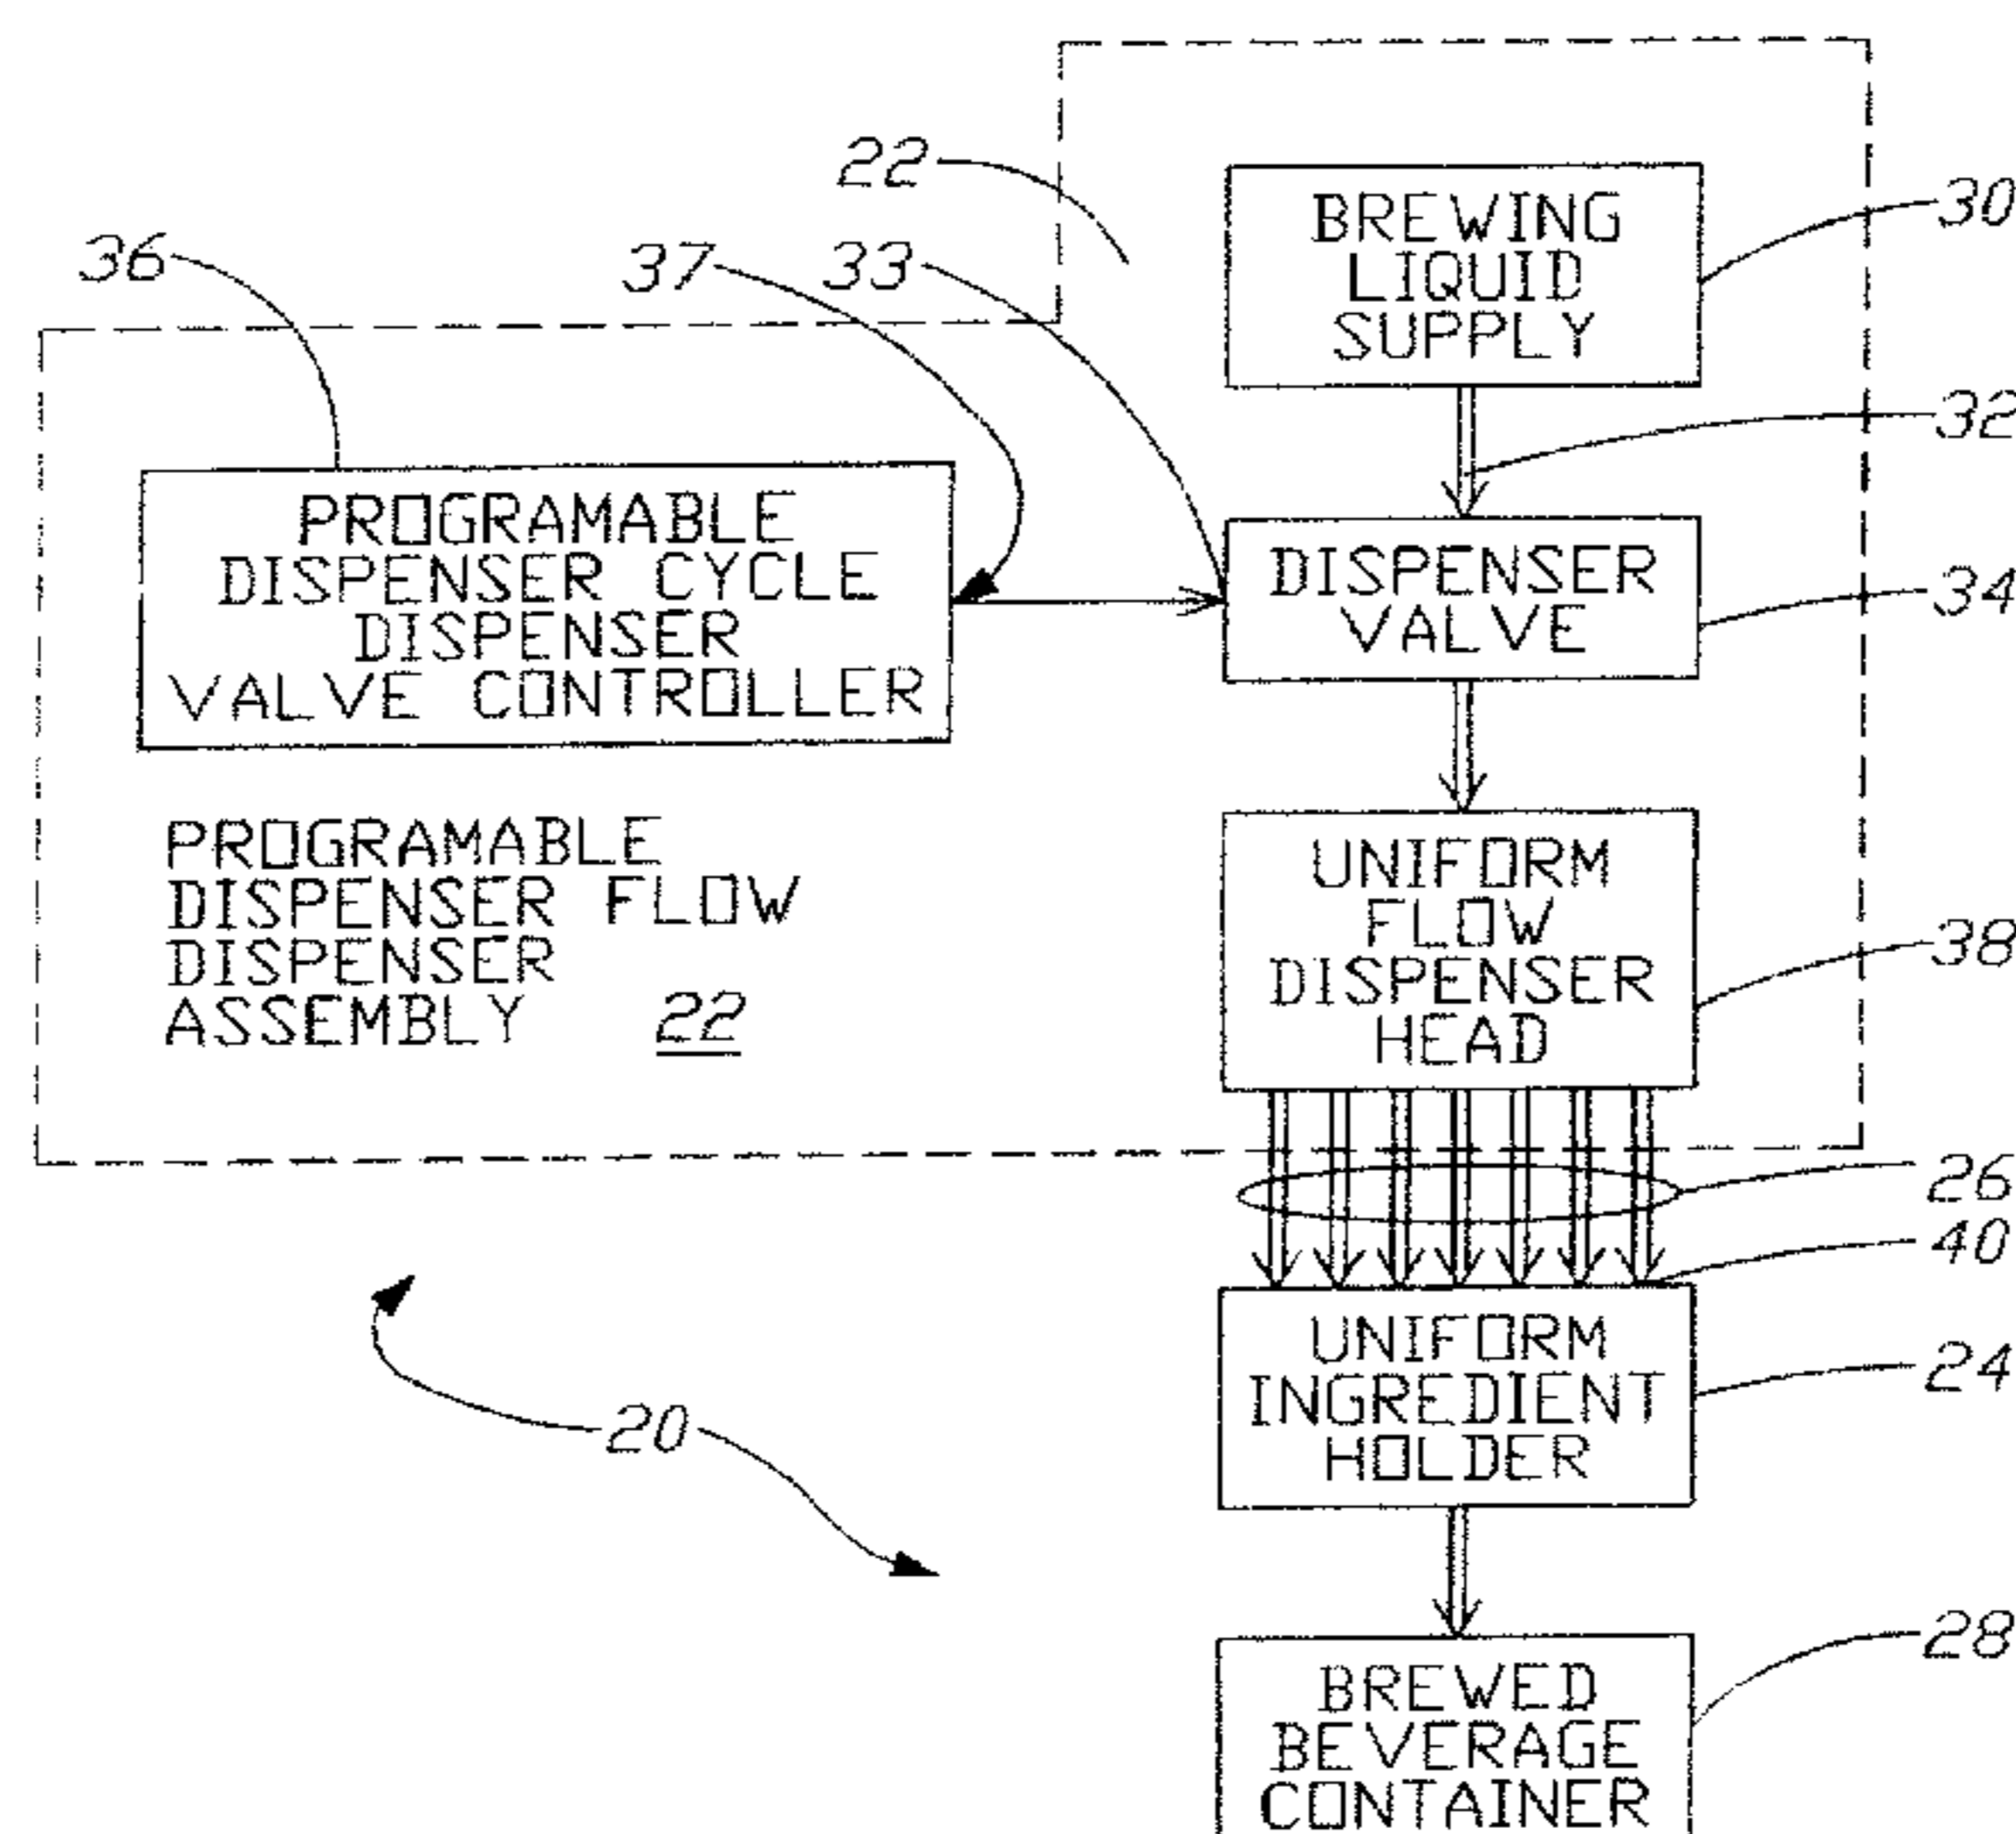 22
30
BREWING
LIQUID
SUPPLY
36
37
33
32
PROGRAMABLE
DISPENSER CYCLE
DISPENSER
VALVE CONTROLLER
DISPENSER
VALVE
34
PROGRAMABLE
DISPENSER FLOW
DISPENSER
ASSEMBLY 22
UNIFORM
FLOW
DISPENSER
HEAD
38
26
40
UNIFORM
INGREDIENT
HOLDER
24
20
BREWED
BEVERAGE
CONTAINER
28